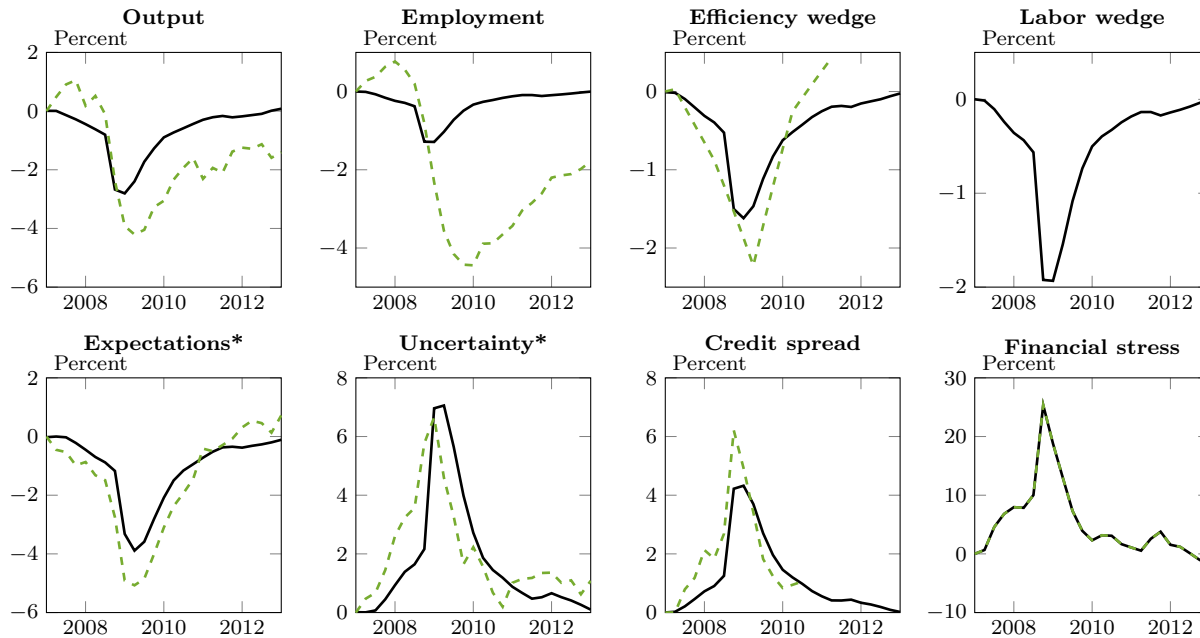 Output
Percent
2
0
−2
−4
−6
2008 2010 2012
Employment
Percent
0
−2
−4
2008 2010 2012
Efficiency wedge
Percent
0
−1
−2
2008 2010 2012
Labor wedge
Percent
0
−1
−2
2008 2010 2012
Expectations*
Percent
2
0
−2
−4
−6
2008 2010 2012
Uncertainty*
Percent
8
6
4
2
0
2008 2010 2012
Credit spread
Percent
8
6
4
2
0
2008 2010 2012
Financial stress
Percent
30
20
10
0
−10
2008 2010 2012